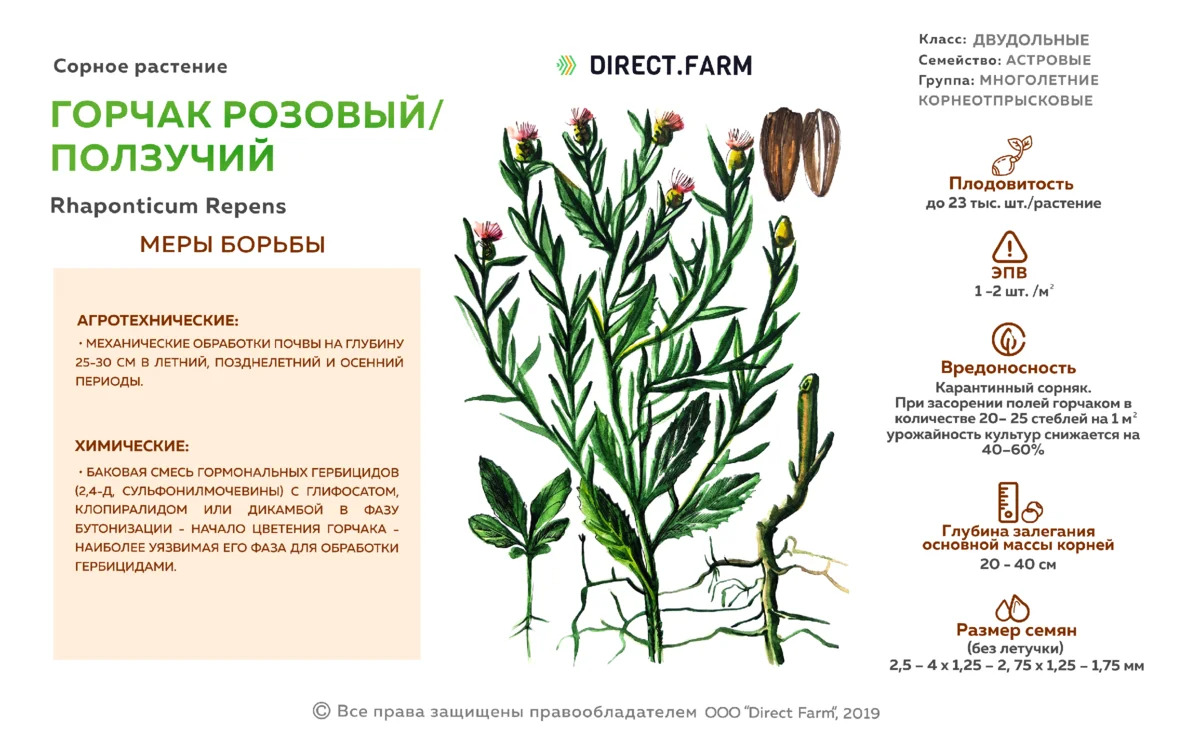 Сорное растение
ГОРЧАК РОЗОВЫЙ/
ПОЛЗУЧИЙ
Rhaponticum Repens
МЕРЫ БОРЬБЫ
АГРОТЕХНИЧЕСКИЕ:
· МЕХАНИЧЕСКИЕ ОБРАБОТКИ ПОЧВЫ НА ГЛУБИНУ
25-30 СМ В ЛЕТНИЙ, ПОЗДНЕЛЕТНИЙ И ОСЕННИЙ
ПЕРИОДЫ.
ХИМИЧЕСКИЕ:
· БАКОВАЯ СМЕСЬ ГОРМОНАЛЬНЫХ ГЕРБИЦИДОВ
(2,4-Д, СУЛЬФОНИЛМОЧЕВИНЫ) С ГЛИФОСАТОМ,
КЛОПИРАЛИДОМ ИЛИ ДИКАМБОЙ В ФАЗУ
БУТОНИЗАЦИИ - НАЧАЛО ЦВЕТЕНИЯ ГОРЧАКА -
НАИБОЛЕЕ УЯЗВИМАЯ ЕГО ФАЗА ДЛЯ ОБРАБОТКИ
ГЕРБИЦИДАМИ.
DIRECT.FARM
Класс: ДВУДОЛЬНЫЕ
Семейство: АСТРОВЫЕ
Группа: МНОГОЛЕТНИЕ
КОРНЕОТПРЫСКОВЫЕ
Плодовитость
до 23 тыс. шт./растение
ЭПВ
1 -2 шт. /м²
Вредоносность
Карантинный сорняк.
При засорении полей горчаком в
количестве 20– 25 стеблей на 1 м²
урожайность культур снижается на
40–60%
Глубина залегания
основной массы корней
20 - 40 см
Размер семян
(без летучки)
2,5 – 4 х 1,25 – 2, 75 х 1,25 – 1,75 мм
© Все права защищены правообладателем ООО "Direct Farm", 2019